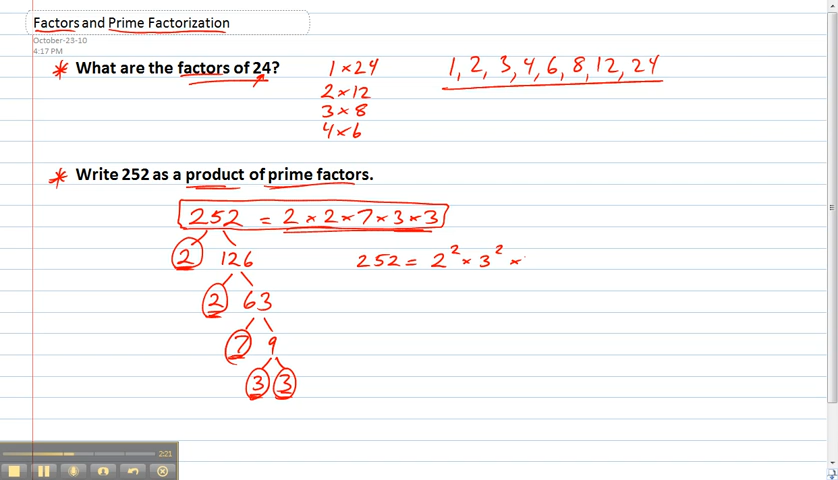 Factors and Prime Factorization
October-23-10
4:17 PM
* What are the factors of 24?
1 × 24
2 × 12
3 × 8
4 × 6
1, 2, 3, 4, 6, 8, 12, 24
* Write 252 as a product of prime factors.
252 = 2 × 2 × 7 × 3 × 3
2 126
2 63
7 9
3 3
252 = 2² × 3² ×
2:21